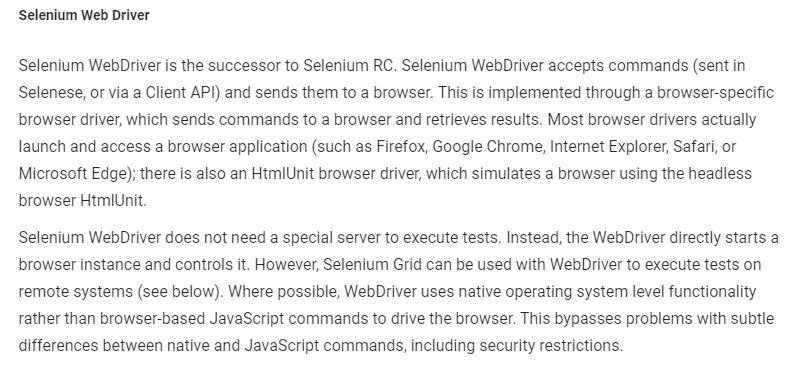 Selenium Web Driver
Selenium WebDriver is the successor to Selenium RC. Selenium WebDriver accepts commands (sent in
Selenese, or via a Client API) and sends them to a browser. This is implemented through a browser-specific
browser driver, which sends commands to a browser and retrieves results. Most browser drivers actually
launch and access a browser application (such as Firefox, Google Chrome, Internet Explorer, Safari, or
Microsoft Edge); there is also an HtmlUnit browser driver, which simulates a browser using the headless
browser HtmlUnit.
Selenium WebDriver does not need a special server to execute tests. Instead, the WebDriver directly starts a
browser instance and controls it. However, Selenium Grid can be used with WebDriver to execute tests on
remote systems (see below). Where possible, WebDriver uses native operating system level functionality
rather than browser-based JavaScript commands to drive the browser. This bypasses problems with subtle
differences between native and JavaScript commands, including security restrictions.